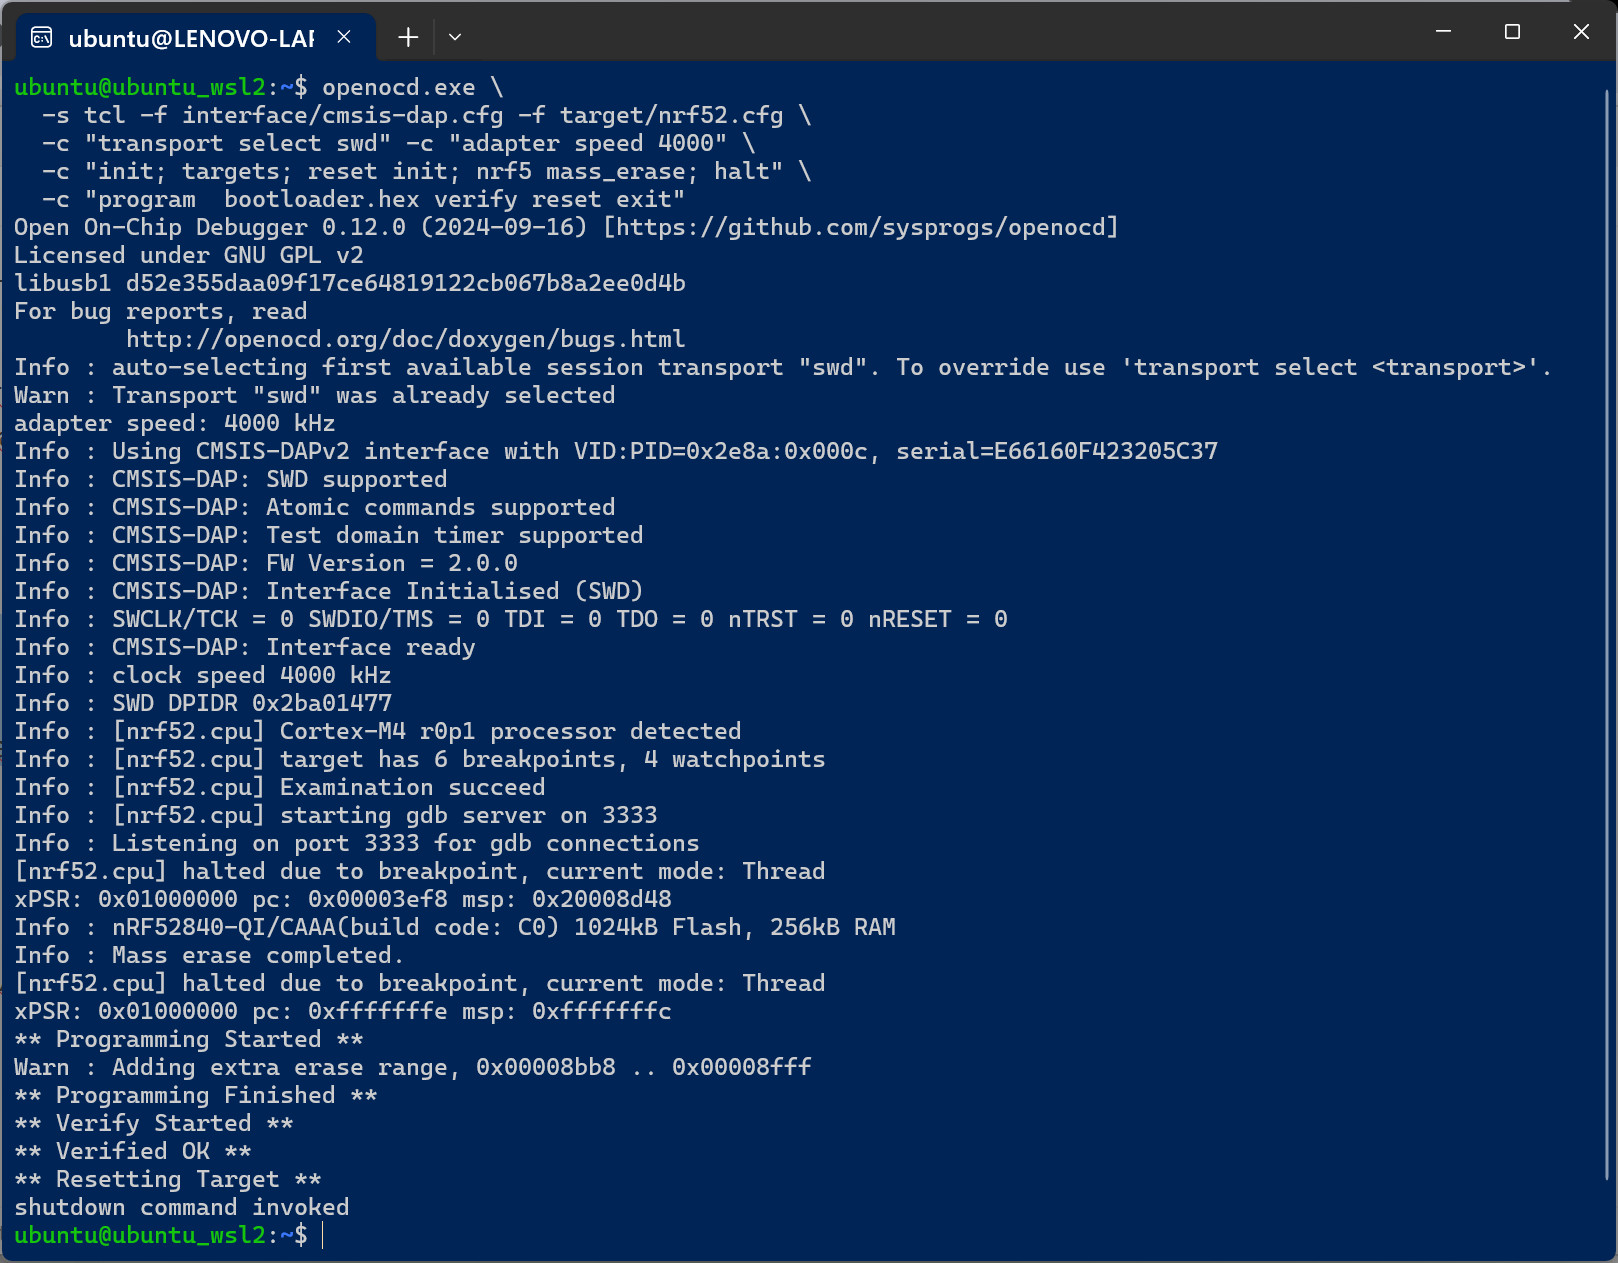 ubuntu@LENOVO-LAP
ubuntu@ubuntu_wsl2:~$ openocd.exe \
  -s tcl -f interface/cmsis-dap.cfg -f target/nrf52.cfg \
  -c "transport select swd" -c "adapter speed 4000" \
  -c "init; targets; reset init; nrf5 mass_erase; halt" \
  -c "program  bootloader.hex verify reset exit"
Open On-Chip Debugger 0.12.0 (2024-09-16) [https://github.com/sysprogs/openocd]
Licensed under GNU GPL v2
libusb1 d52e355daa09f17ce64819122cb067b8a2ee0d4b
For bug reports, read
        http://openocd.org/doc/doxygen/bugs.html
Info : auto-selecting first available session transport "swd". To override use 'transport select <transport>'.
Warn : Transport "swd" was already selected
adapter speed: 4000 kHz
Info : Using CMSIS-DAPv2 interface with VID:PID=0x2e8a:0x000c, serial=E66160F423205C37
Info : CMSIS-DAP: SWD supported
Info : CMSIS-DAP: Atomic commands supported
Info : CMSIS-DAP: Test domain timer supported
Info : CMSIS-DAP: FW Version = 2.0.0
Info : CMSIS-DAP: Interface Initialised (SWD)
Info : SWCLK/TCK = 0 SWDIO/TMS = 0 TDI = 0 TDO = 0 nTRST = 0 nRESET = 0
Info : CMSIS-DAP: Interface ready
Info : clock speed 4000 kHz
Info : SWD DPIDR 0x2ba01477
Info : [nrf52.cpu] Cortex-M4 r0p1 processor detected
Info : [nrf52.cpu] target has 6 breakpoints, 4 watchpoints
Info : [nrf52.cpu] Examination succeed
Info : [nrf52.cpu] starting gdb server on 3333
Info : Listening on port 3333 for gdb connections
[nrf52.cpu] halted due to breakpoint, current mode: Thread
xPSR: 0x01000000 pc: 0x00003ef8 msp: 0x20008d48
Info : nRF52840-QI/CAAA(build code: C0) 1024kB Flash, 256kB RAM
Info : Mass erase completed.
[nrf52.cpu] halted due to breakpoint, current mode: Thread
xPSR: 0x01000000 pc: 0xfffffffe msp: 0xfffffffc
** Programming Started **
Warn : Adding extra erase range, 0x00008bb8 .. 0x00008fff
** Programming Finished **
** Verify Started **
** Verified OK **
** Resetting Target **
shutdown command invoked
ubuntu@ubuntu_wsl2:~$